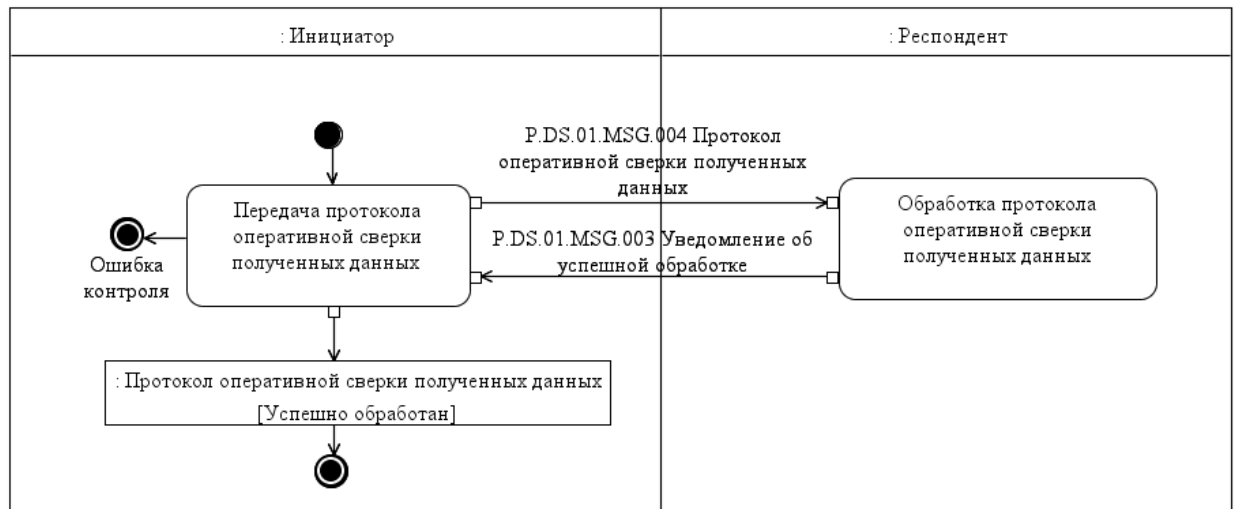 : Инициатор
: Респондент
P.DS.01.MSG.004 Протокол
оперативной сверки полученных
данных
Передача протокола
оперативной сверки
полученных данных
Обработка протокола
оперативной сверки
полученных данных
P.DS.01.MSG.003 Уведомление об
успешной обработке
Ошибка
контроля
: Протокол оперативной сверки полученных данных
[Успешно обработан]